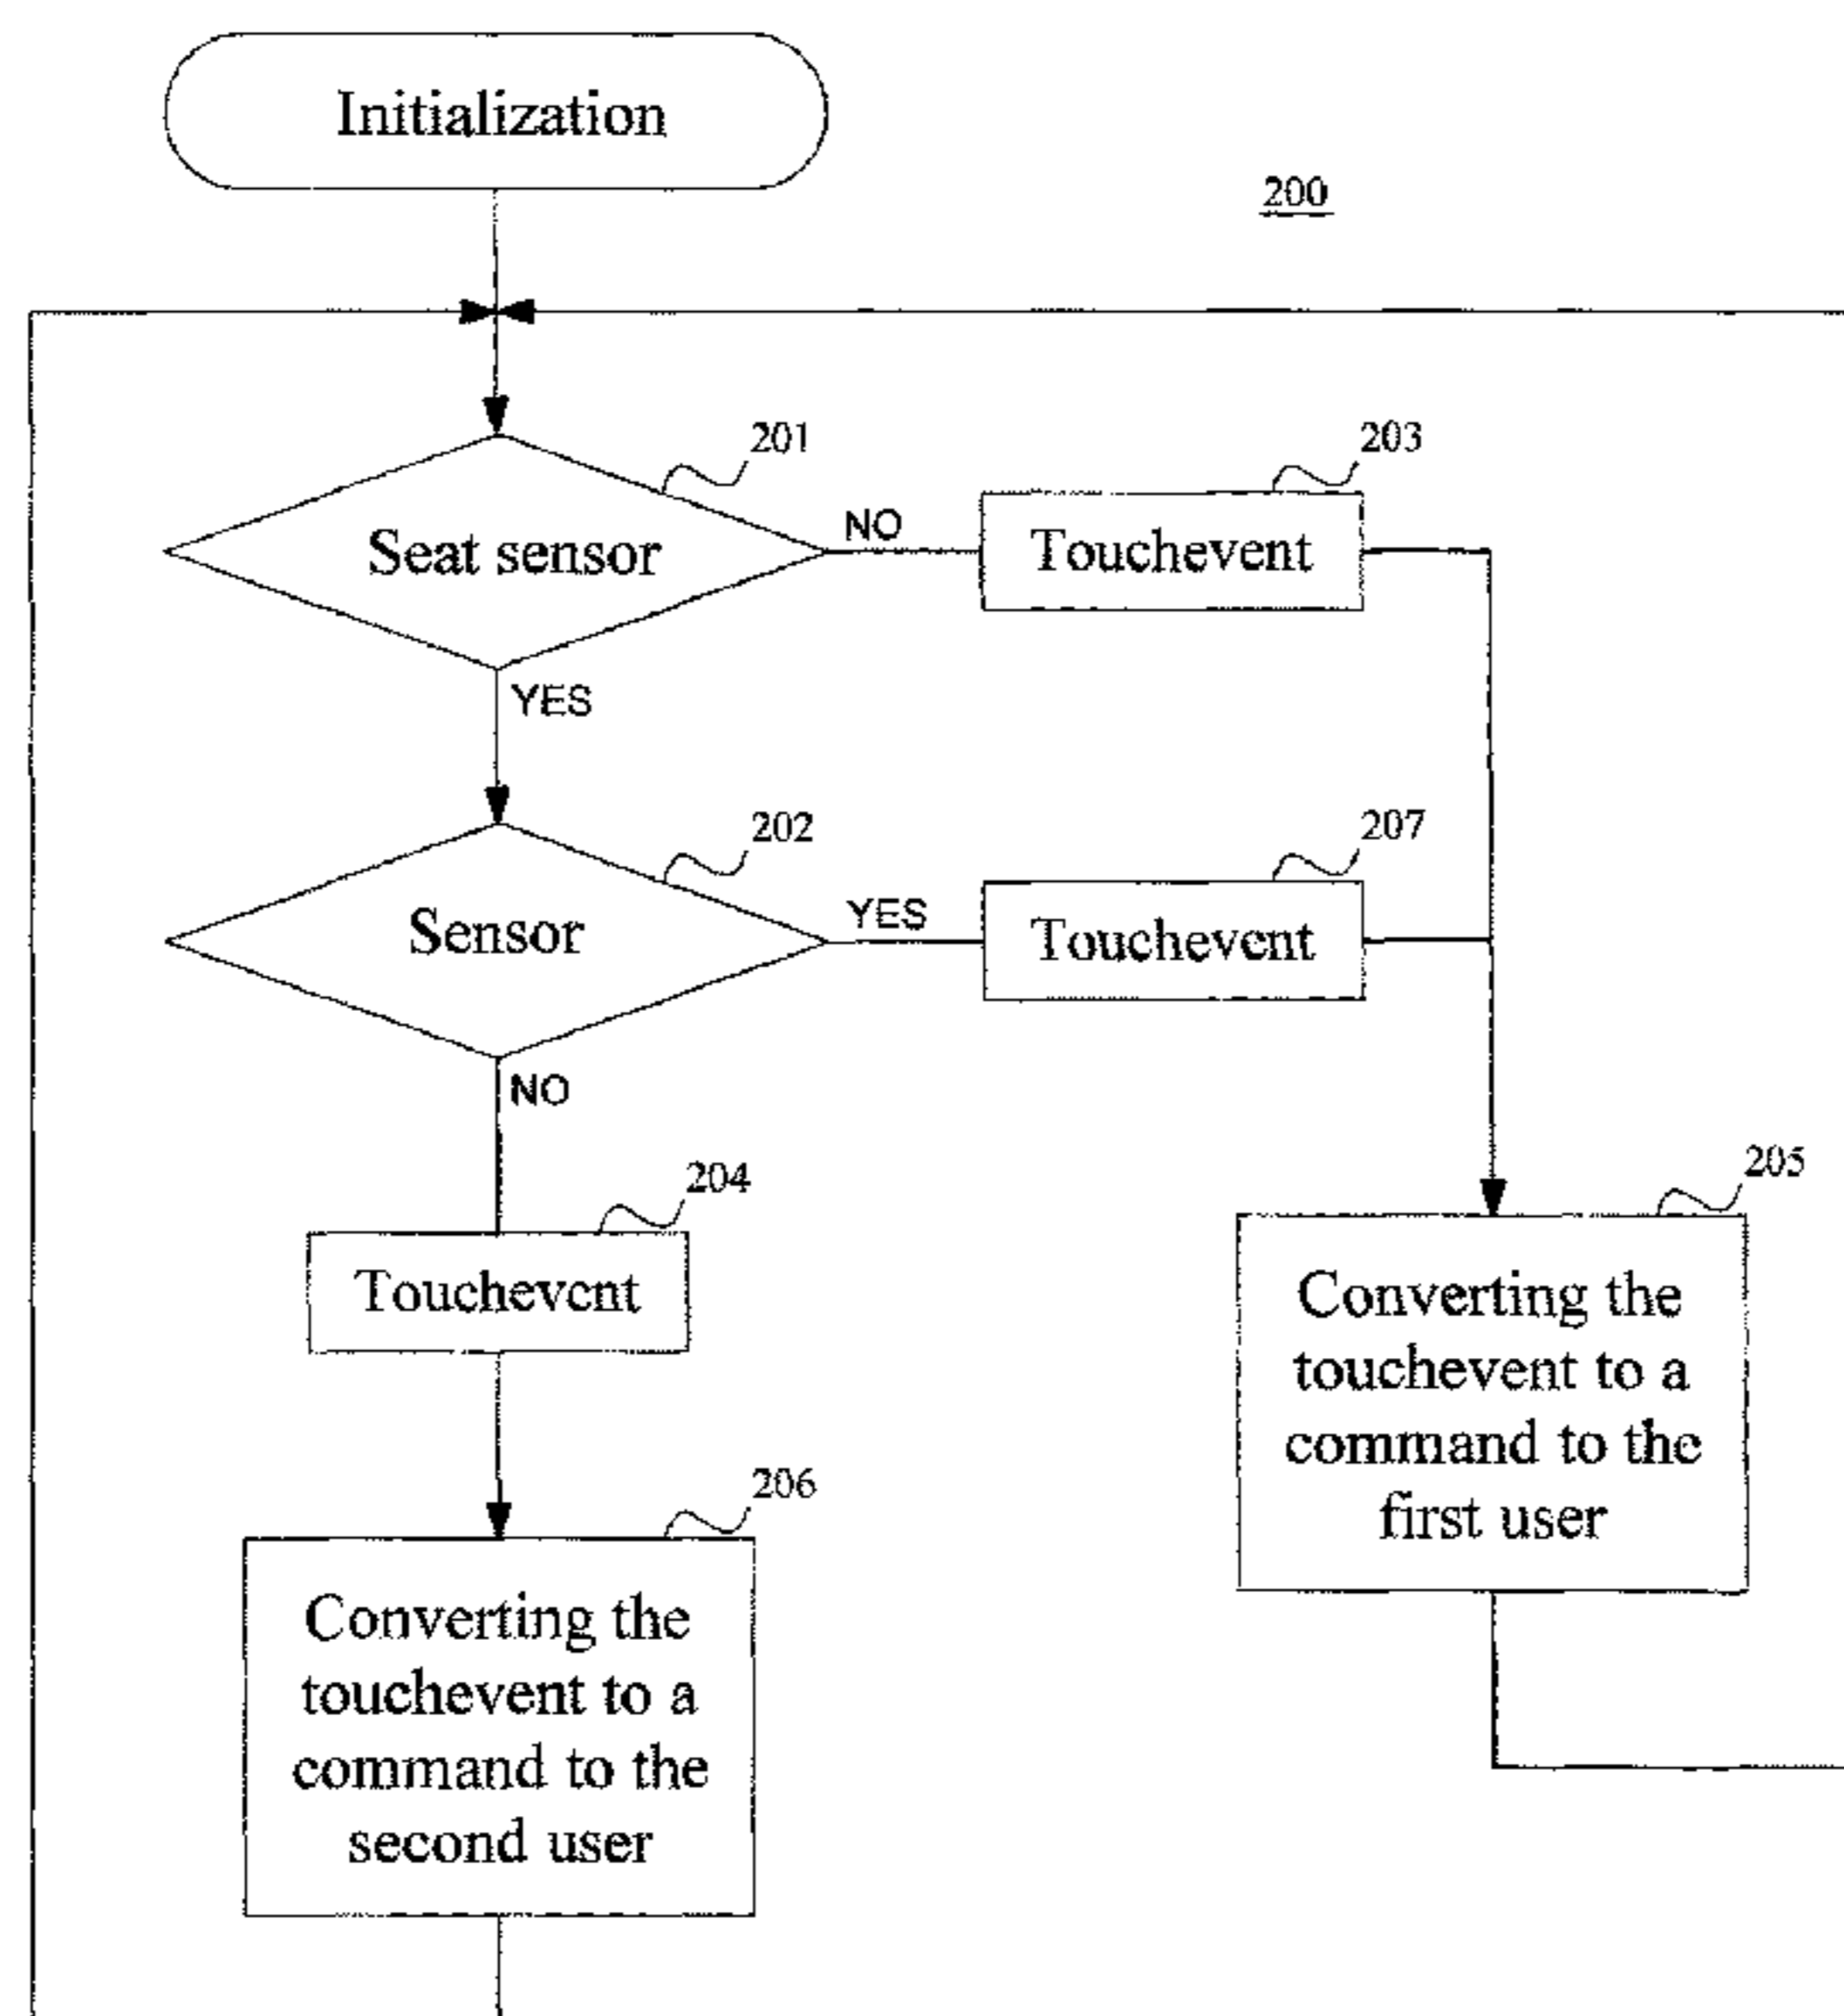 Initialization
200
201
203
Seat sensor
NO
Touchevent
YES
202
207
Sensor
YES
Touchevent
NO
204
205
Touchevent
Converting the
touchevent to a
command to the
first user
206
Converting the
touchevent to a
command to the
second user